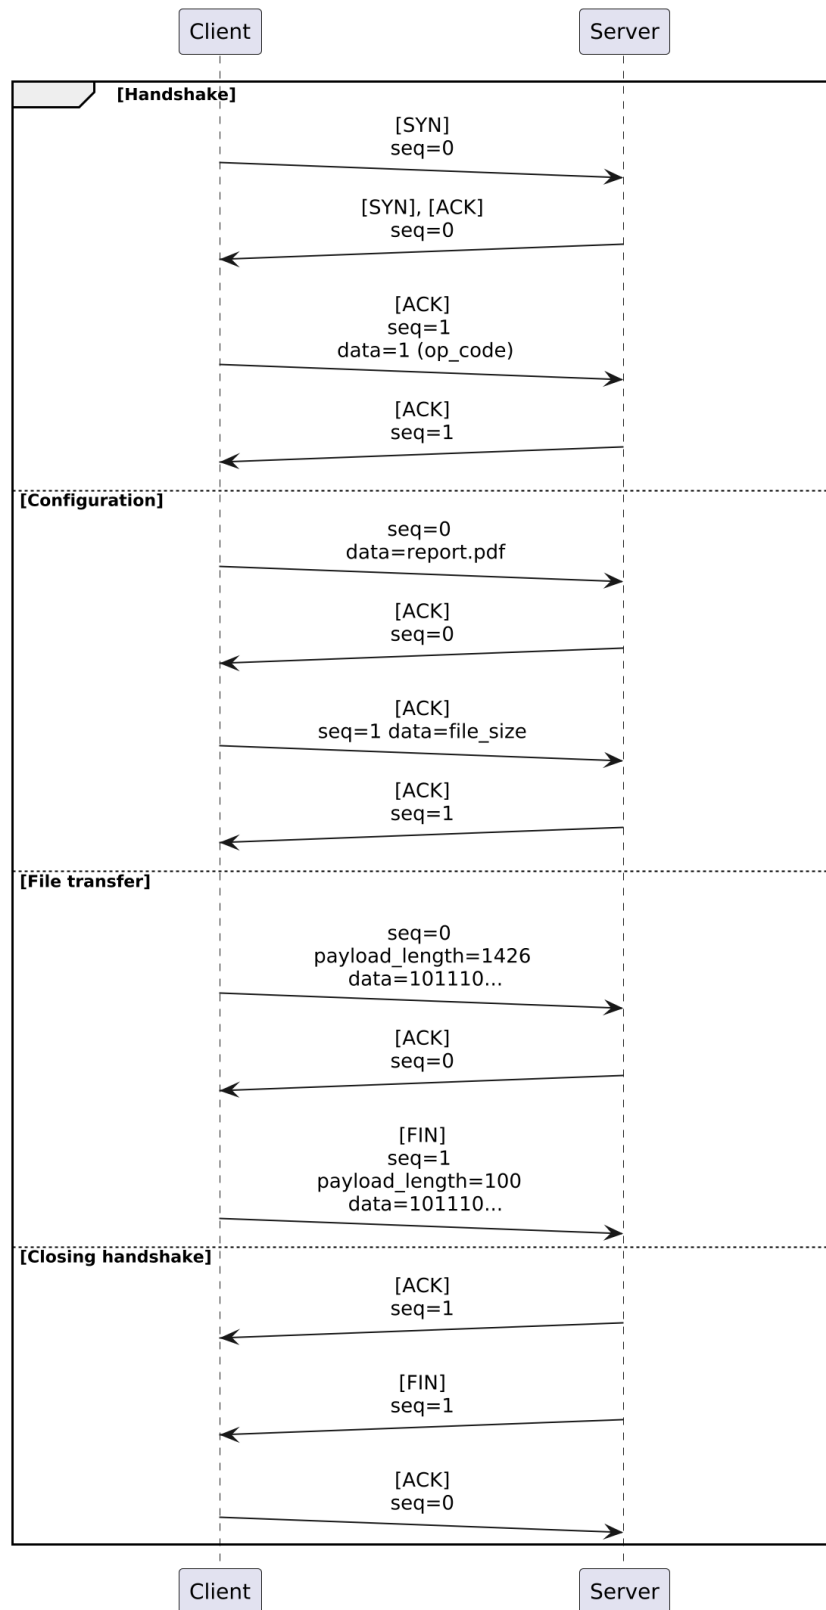 Client
Server
[Handshake]
[SYN]
seq=0
[SYN], [ACK]
seq=0
[ACK]
seq=1
data=1 (op_code)
[ACK]
seq=1
[Configuration]
seq=0
data=report.pdf
[ACK]
seq=0
[ACK]
seq=1 data=file_size
[ACK]
seq=1
[File transfer]
seq=0
payload_length=1426
data=101110...
[ACK]
seq=0
[FIN]
seq=1
payload_length=100
data=101110...
[Closing handshake]
[ACK]
seq=1
[FIN]
seq=1
[ACK]
seq=0
Client
Server